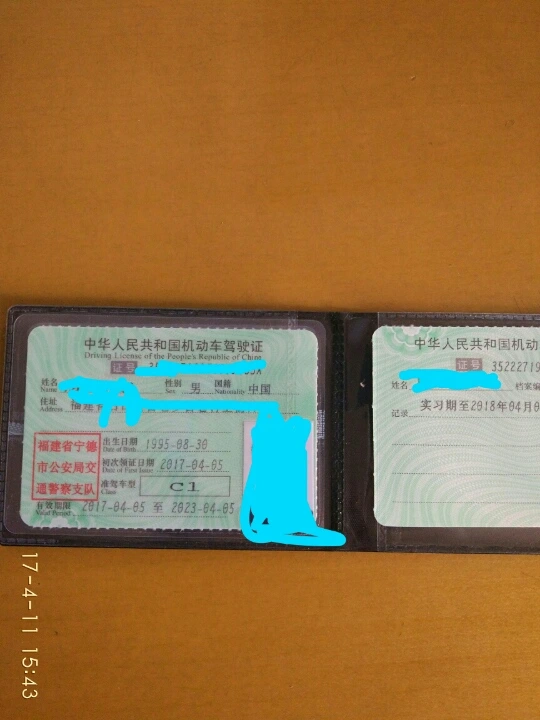 中华人民共和国机动车驾驶证
Driving License of the People's Republic of China
证号
姓名
Name
性别 男 国籍 中国
Sex Nationality
住址
Address
福建省宁德
市公安局交
通警察支队
出生日期 1995-08-30
Date of Birth
初次领证日期 2017-04-05
Date of First Issue
准驾车型 C1
Class
有效期限 2017-04-05 至 2023-04-05
Valid Period
中华人民共和国机动
证号 35222719
姓名 档案编
记录 实习期至2018年04月0
17-4-11 15:43